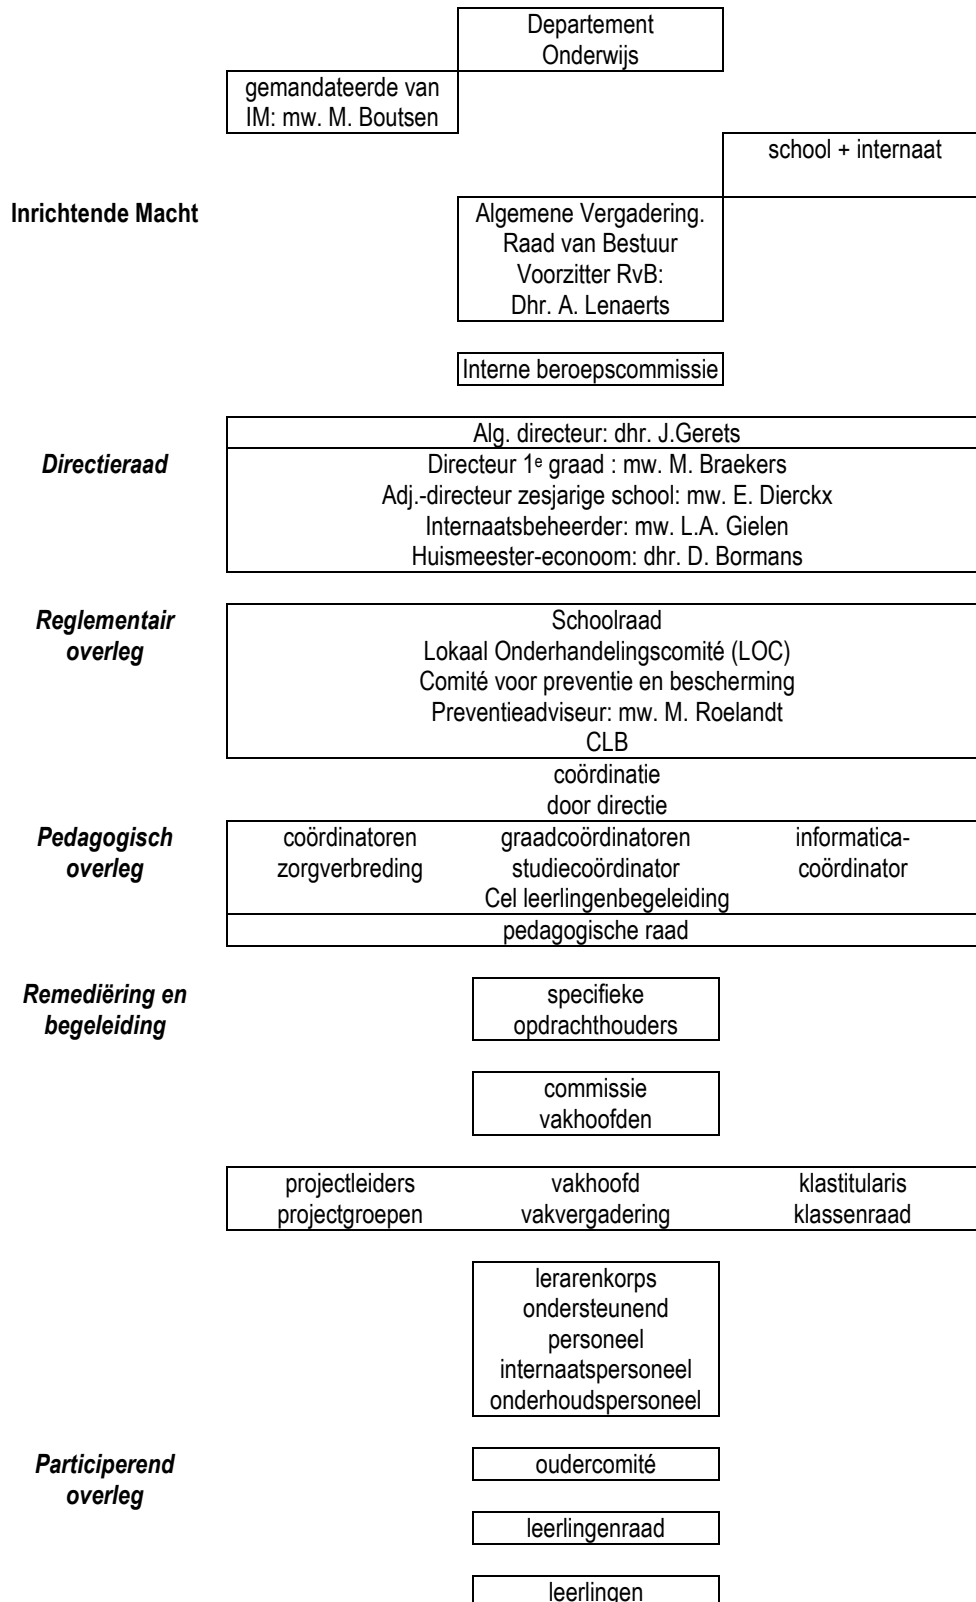 Departement
Onderwijs
gemandateerde van
IM: mw. M. Boutsen
school + internaat
Inrichtende Macht
Algemene Vergadering.
Raad van Bestuur
Voorzitter RvB:
Dhr. A. Lenaerts
Interne beroepscommissie
Alg. directeur: dhr. J.Gerets
Directieraad
Directeur 1e graad : mw. M. Braekers
Adj.-directeur zesjarige school: mw. E. Dierckx
Internaatsbeheerder: mw. L.A. Gielen
Huismeester-econoom: dhr. D. Bormans
Reglementair
overleg
Schoolraad
Lokaal Onderhandelingscomité (LOC)
Comité voor preventie en bescherming
Preventieadviseur: mw. M. Roelandt
CLB
coördinatie
door directie
Pedagogisch
overleg
coördinatoren
zorgverbreding
graadcoördinatoren
studiecoördinator
Cel leerlingenbegeleiding
informatica-
coördinator
pedagogische raad
Remediëring en
begeleiding
specifieke
opdrachthouders
commissie
vakhoofden
projectleiders
projectgroepen
vakhoofd
vakvergadering
klastitularis
klassenraad
lerarenkorps
ondersteunend
personeel
internaatspersoneel
onderhoudspersoneel
Participerend
overleg
oudercomité
leerlingenraad
leerlingen